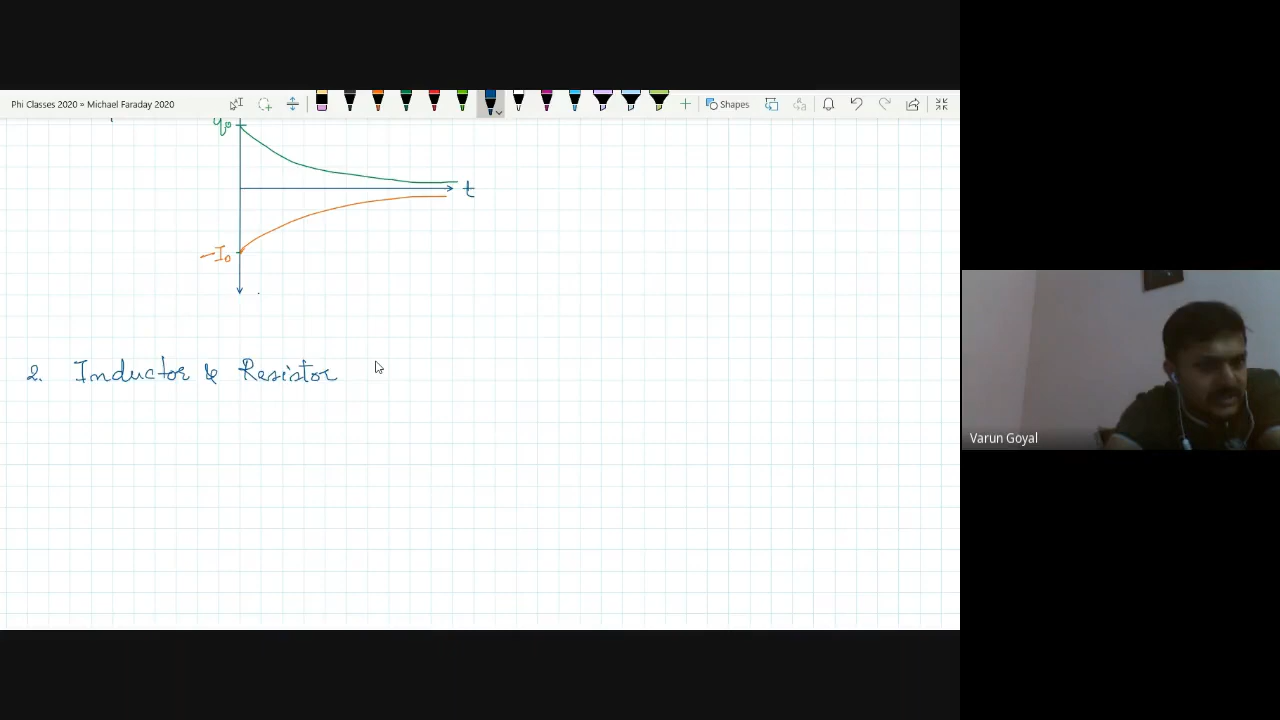 Phi Classes 2020 » Michael Faraday 2020
Shapes
q₀
t
-I₀
2. Inductor & Resistor
Varun Goyal